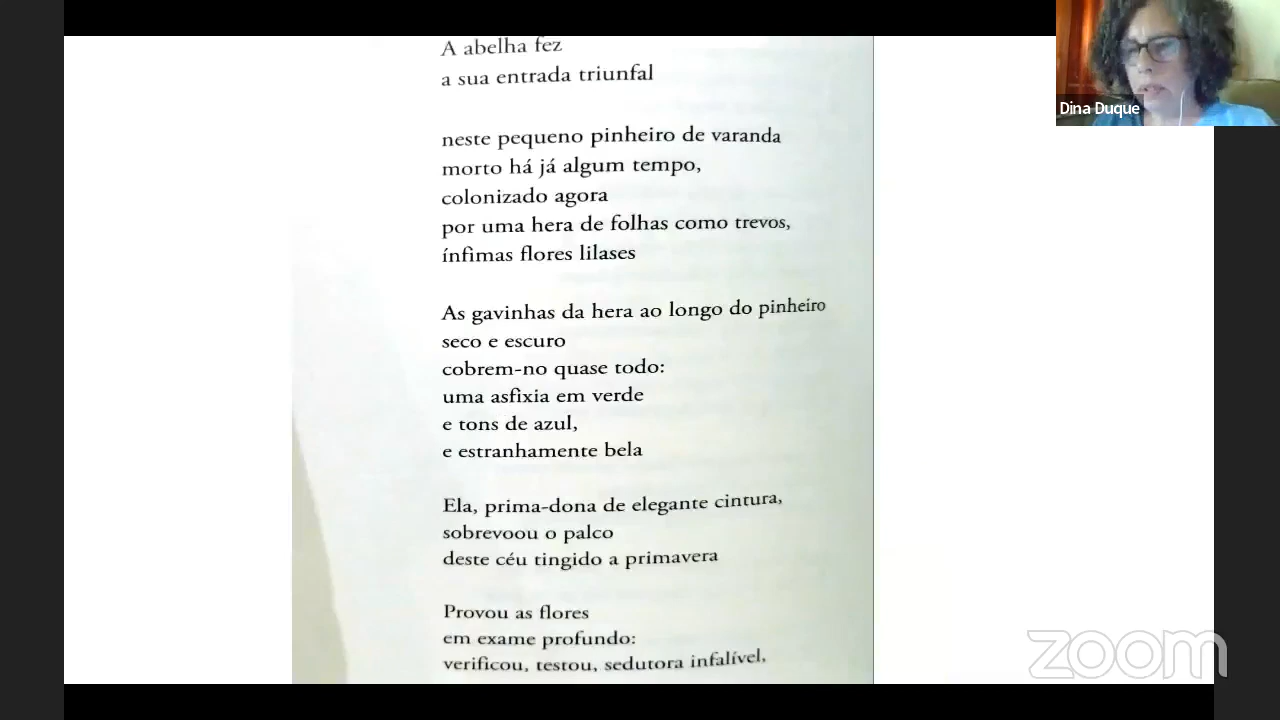 A abelha fez
a sua entrada triunfal
neste pequeno pinheiro de varanda
morto há já algum tempo,
colonizado agora
por uma hera de folhas como trevos,
ínfimas flores lilases
As gavinhas da hera ao longo do pinheiro
seco e escuro
cobrem-no quase todo:
uma asfixia em verde
e tons de azul,
e estranhamente bela
Ela, prima-dona de elegante cintura,
sobrevoou o palco
deste céu tingido a primavera
Provou as flores
em exame profundo:
verificou, testou, sedutora infalível,
Dina Duque
zoom